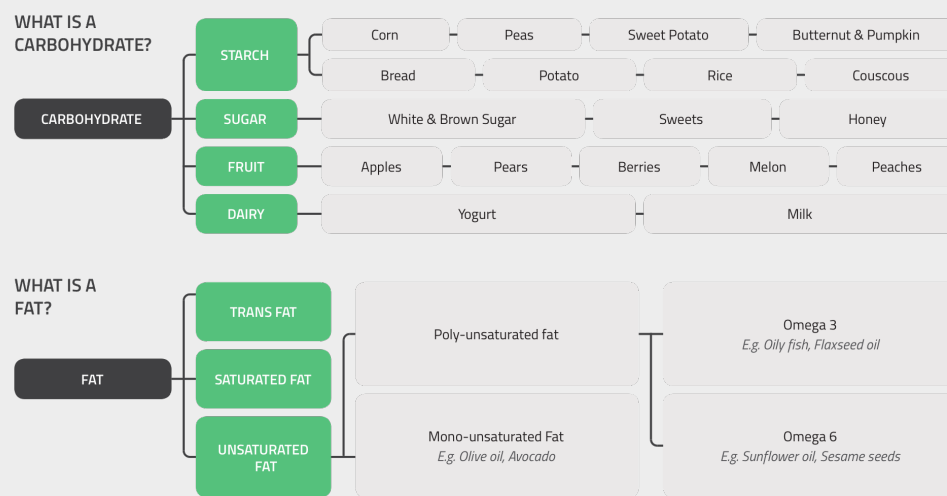 WHAT IS A
CARBOHYDRATE?
CARBOHYDRATE
STARCH
Corn
Peas
Sweet Potato
Butternut & Pumpkin
Bread
Potato
Rice
Couscous
SUGAR
White & Brown Sugar
Sweets
Honey
FRUIT
Apples
Pears
Berries
Melon
Peaches
DAIRY
Yogurt
Milk
WHAT IS A
FAT?
FAT
TRANS FAT
SATURATED FAT
UNSATURATED
FAT
Poly-unsaturated fat
Omega 3
E.g. Oily fish, Flaxseed oil
Mono-unsaturated Fat
E.g. Olive oil, Avocado
Omega 6
E.g. Sunflower oil, Sesame seeds